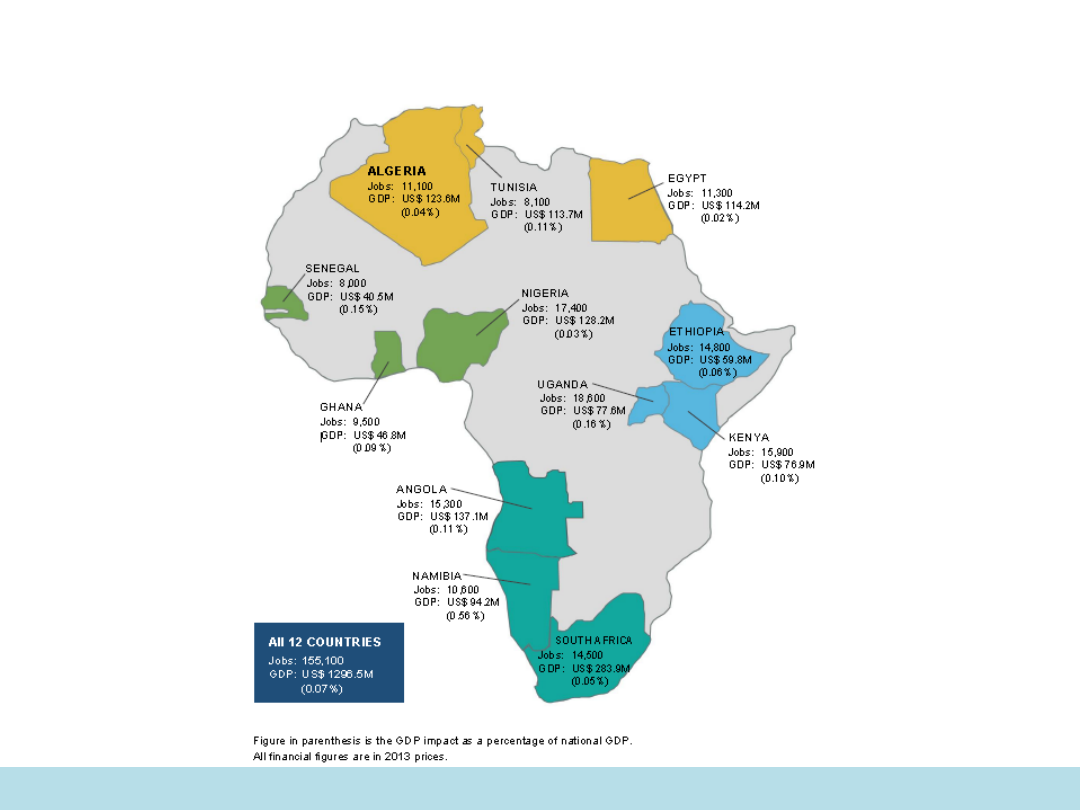 ALGERIA
Jobs: 11,100
GDP: US$ 123.6M
(0.04%)
TUNISIA
Jobs: 8,100
GDP: US$ 113.7M
(0.11%)
EGYPT
Jobs: 11,300
GDP: US$ 114.2M
(0.02%)
SENEGAL
Jobs: 8,000
GDP: US$ 40.5M
(0.15%)
NIGERIA
Jobs: 17,400
GDP: US$ 128.2M
(0.03%)
ETHIOPIA
Jobs: 14,800
GDP: US$ 59.8M
(0.06%)
UGANDA
Jobs: 18,600
GDP: US$ 77.6M
(0.16%)
GHANA
Jobs: 9,500
GDP: US$ 46.8M
(0.09%)
KENYA
Jobs: 15,900
GDP: US$ 76.9M
(0.10%)
ANGOLA
Jobs: 15,300
GDP: US$ 137.1M
(0.11%)
NAMIBIA
Jobs: 10,600
GDP: US$ 94.2M
(0.56%)
SOUTH AFRICA
Jobs: 14,500
GDP: US$ 283.9M
(0.05%)
All 12 COUNTRIES
Jobs: 155,100
GDP: US$ 1296.5M
(0.07%)
Figure in parenthesis is the GDP impact as a percentage of national GDP.
All financial figures are in 2013 prices.